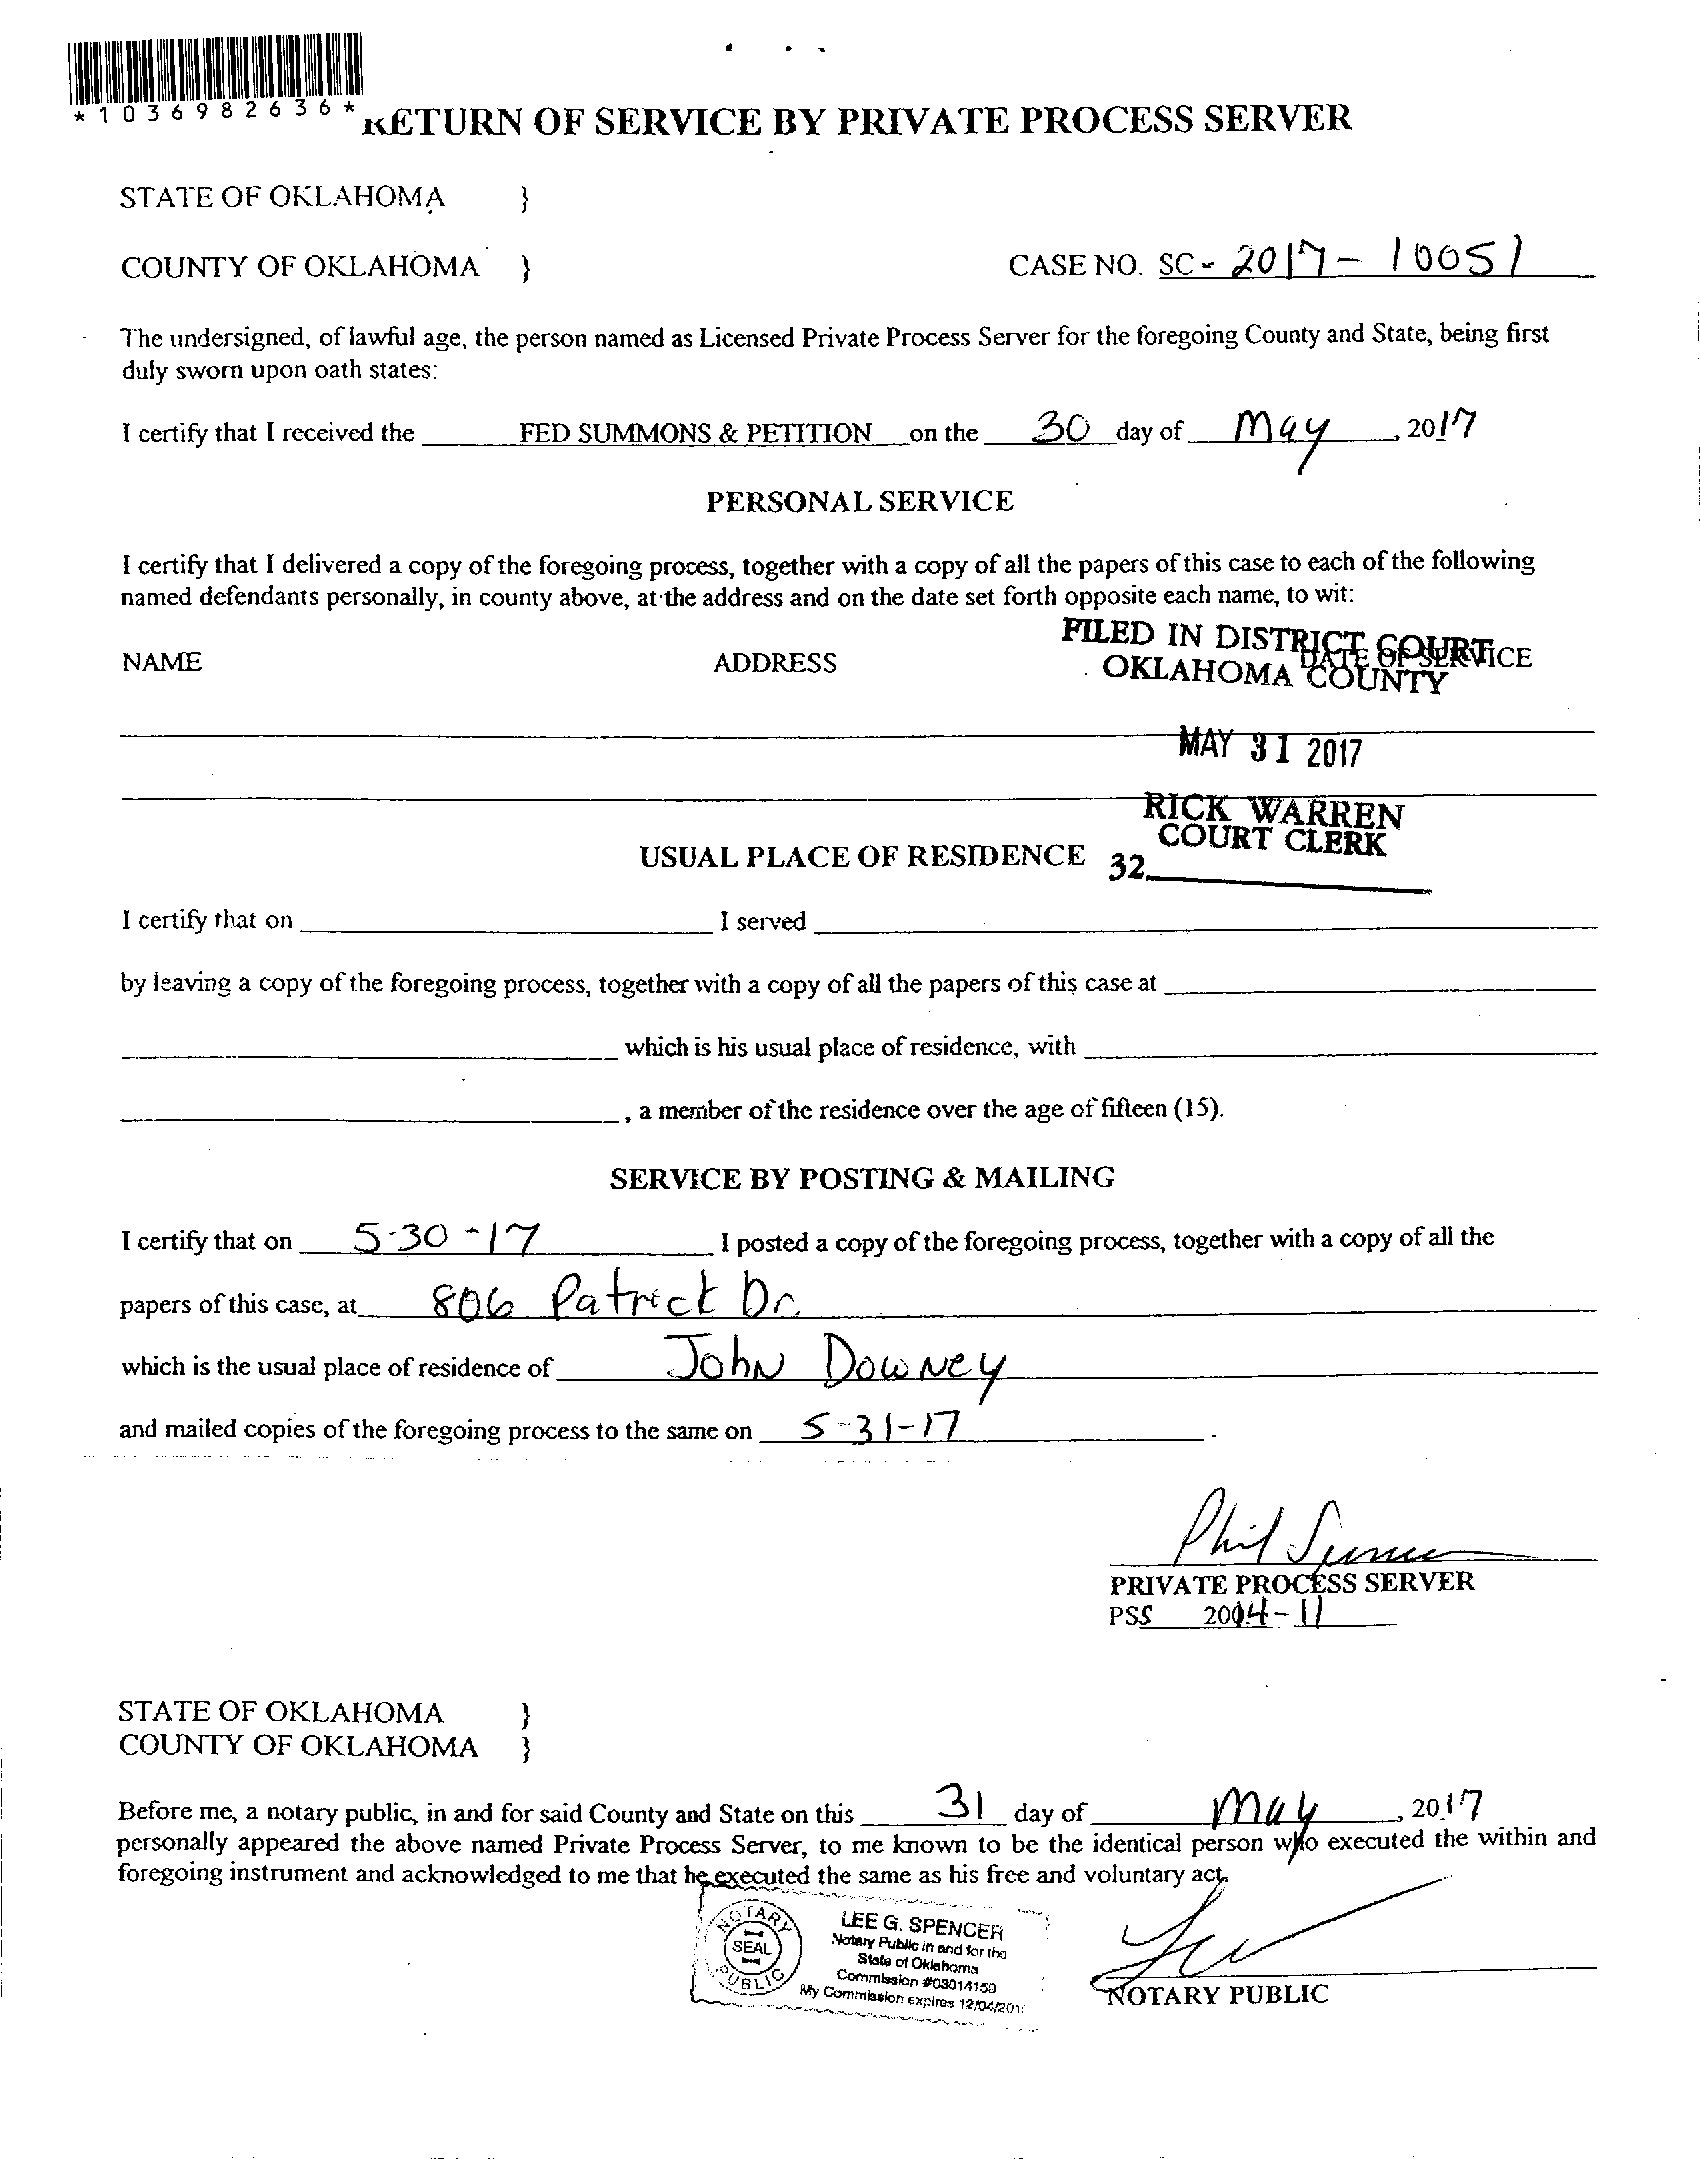 *1036982636*
RETURN OF SERVICE BY PRIVATE PROCESS SERVER
STATE OF OKLAHOMA }
COUNTY OF OKLAHOMA } CASE NO. SC - 2017 - 10051
The undersigned, of lawful age, the person named as Licensed Private Process Server for the foregoing County and State, being first
duly sworn upon oath states:
I certify that I received the FED SUMMONS & PETITION on the 30 day of May, 2017
PERSONAL SERVICE
I certify that I delivered a copy of the foregoing process, together with a copy of all the papers of this case to each of the following
named defendants personally, in county above, at the address and on the date set forth opposite each name, to wit:
FILED IN DISTRICT COURT
NAME ADDRESS DATE OF SERVICE
OKLAHOMA COUNTY
MAY 31 2017
RICK WARREN
COURT CLERK
USUAL PLACE OF RESIDENCE 32
I certify that on I served
by leaving a copy of the foregoing process, together with a copy of all the papers of this case at
which is his usual place of residence, with
, a member of the residence over the age of fifteen (15).
SERVICE BY POSTING & MAILING
I certify that on 5-30-17 I posted a copy of the foregoing process, together with a copy of all the
papers of this case, at 806 Patrick Dr.
which is the usual place of residence of John Downey
and mailed copies of the foregoing process to the same on 5-31-17.
Phil
PRIVATE PROCESS SERVER
PSS 2004-11
STATE OF OKLAHOMA }
COUNTY OF OKLAHOMA }
Before me, a notary public, in and for said County and State on this 31 day of May, 2017
personally appeared the above named Private Process Server, to me known to be the identical person who executed the within and
foregoing instrument and acknowledged to me that he executed the same as his free and voluntary act.
NOTARY
SEAL
PUBLIC
LEE G. SPENCER
Notary Public in and for the
State of Oklahoma
Commission #03014150
My Commission expires 12/04/201
NOTARY PUBLIC